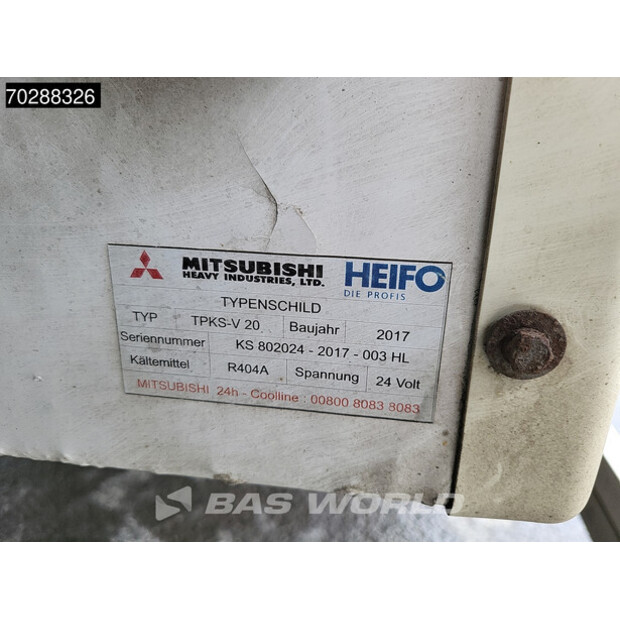 70288326
MITSUBISHI HEIFO
HEAVY INDUSTRIES, LTD. DIE PROFIS
TYPENSCHILD
TYP TPKS-V 20 Baujahr 2017
Seriennummer KS 802024 - 2017 - 003 HL
Kältemittel R404A Spannung 24 Volt
MITSUBISHI 24h - Coolline : 00800 8083 8083
BAS WORLD